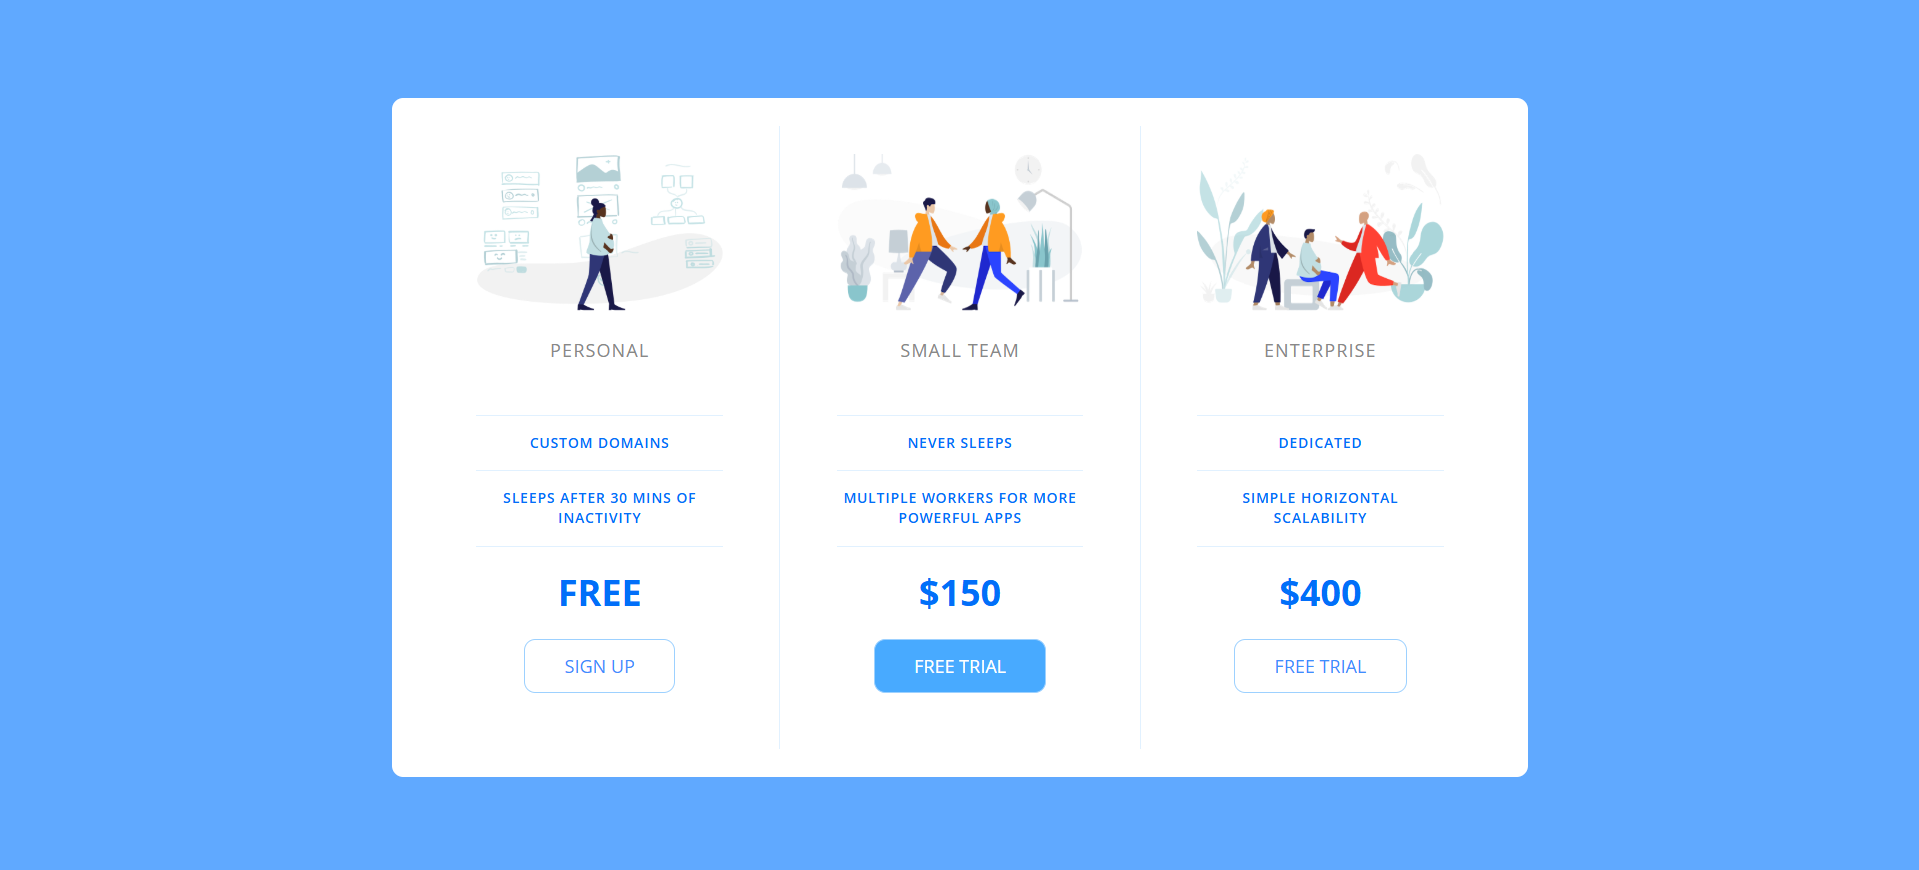 PERSONAL
CUSTOM DOMAINS
SLEEPS AFTER 30 MINS OF
INACTIVITY
FREE
SIGN UP
SMALL TEAM
NEVER SLEEPS
MULTIPLE WORKERS FOR MORE
POWERFUL APPS
$150
FREE TRIAL
ENTERPRISE
DEDICATED
SIMPLE HORIZONTAL
SCALABILITY
$400
FREE TRIAL